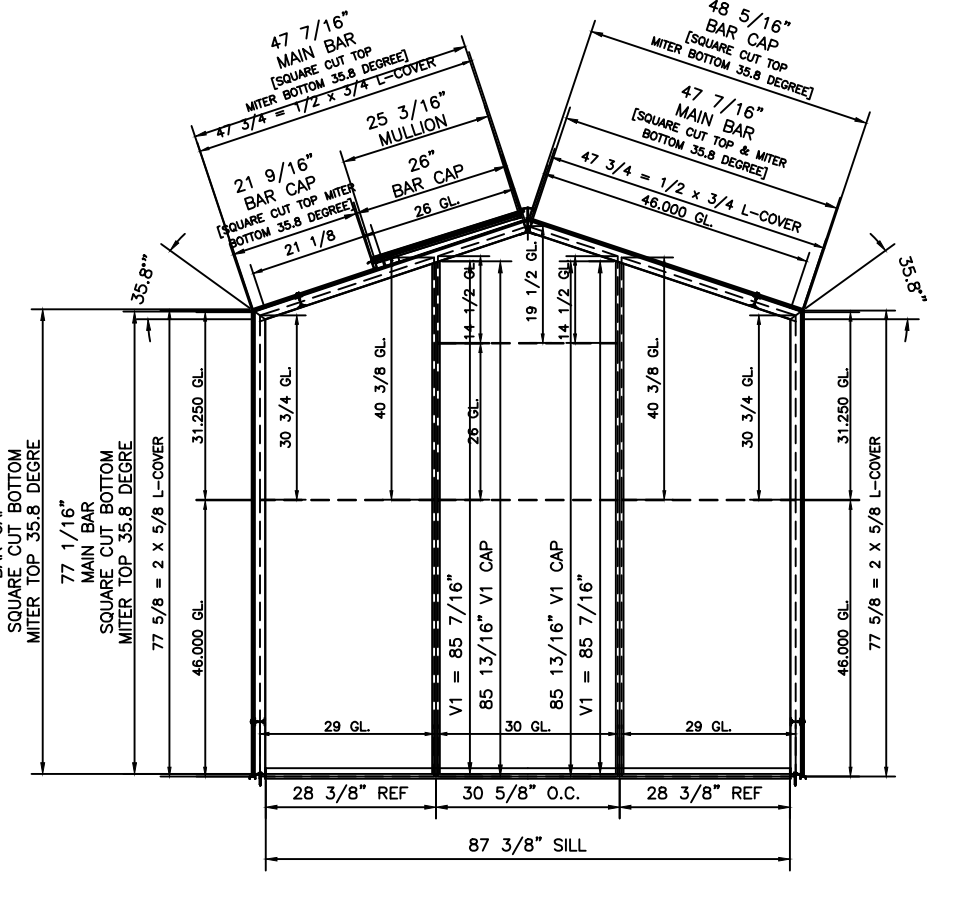 47 7/16"
MAIN BAR
[SQUARE CUT TOP
MITER BOTTOM 35.8 DEGREE]
47 3/4 = 1/2 x 3/4 L-COVER
25 3/16"
MULLION
21 9/16"
BAR CAP
[SQUARE CUT TOP MITER
BOTTOM 35.8 DEGREE]
26"
BAR CAP
26 GL.
21 1/8
48 5/16"
BAR CAP
[SQUARE CUT TOP
MITER BOTTOM 35.8 DEGREE]
47 7/16"
MAIN BAR
[SQUARE CUT TOP & MITER
BOTTOM 35.8 DEGREE]
47 3/4 = 1/2 x 3/4 L-COVER
46.000 GL.
35.8°"
35.8°"
SQUARE CUT BOTTOM
MITER TOP 35.8 DEGRE
77 1/16"
MAIN BAR
SQUARE CUT BOTTOM
MITER TOP 35.8 DEGRE
77 5/8 = 2 X 5/8 L-COVER
31.250 GL.
46.000 GL.
30 3/4 GL.
40 3/8 GL.
14 1/2 GL
26 GL.
19 1/2 GL.
14 1/2 GL
40 3/8 GL.
30 3/4 GL.
31.250 GL.
46.000 GL.
77 5/8 = 2 X 5/8 L-COVER
V1 = 85 7/16"
85 13/16" V1 CAP
85 13/16" V1 CAP
V1 = 85 7/16"
29 GL.
30 GL.
29 GL.
28 3/8" REF
30 5/8" O.C.
28 3/8" REF
87 3/8" SILL